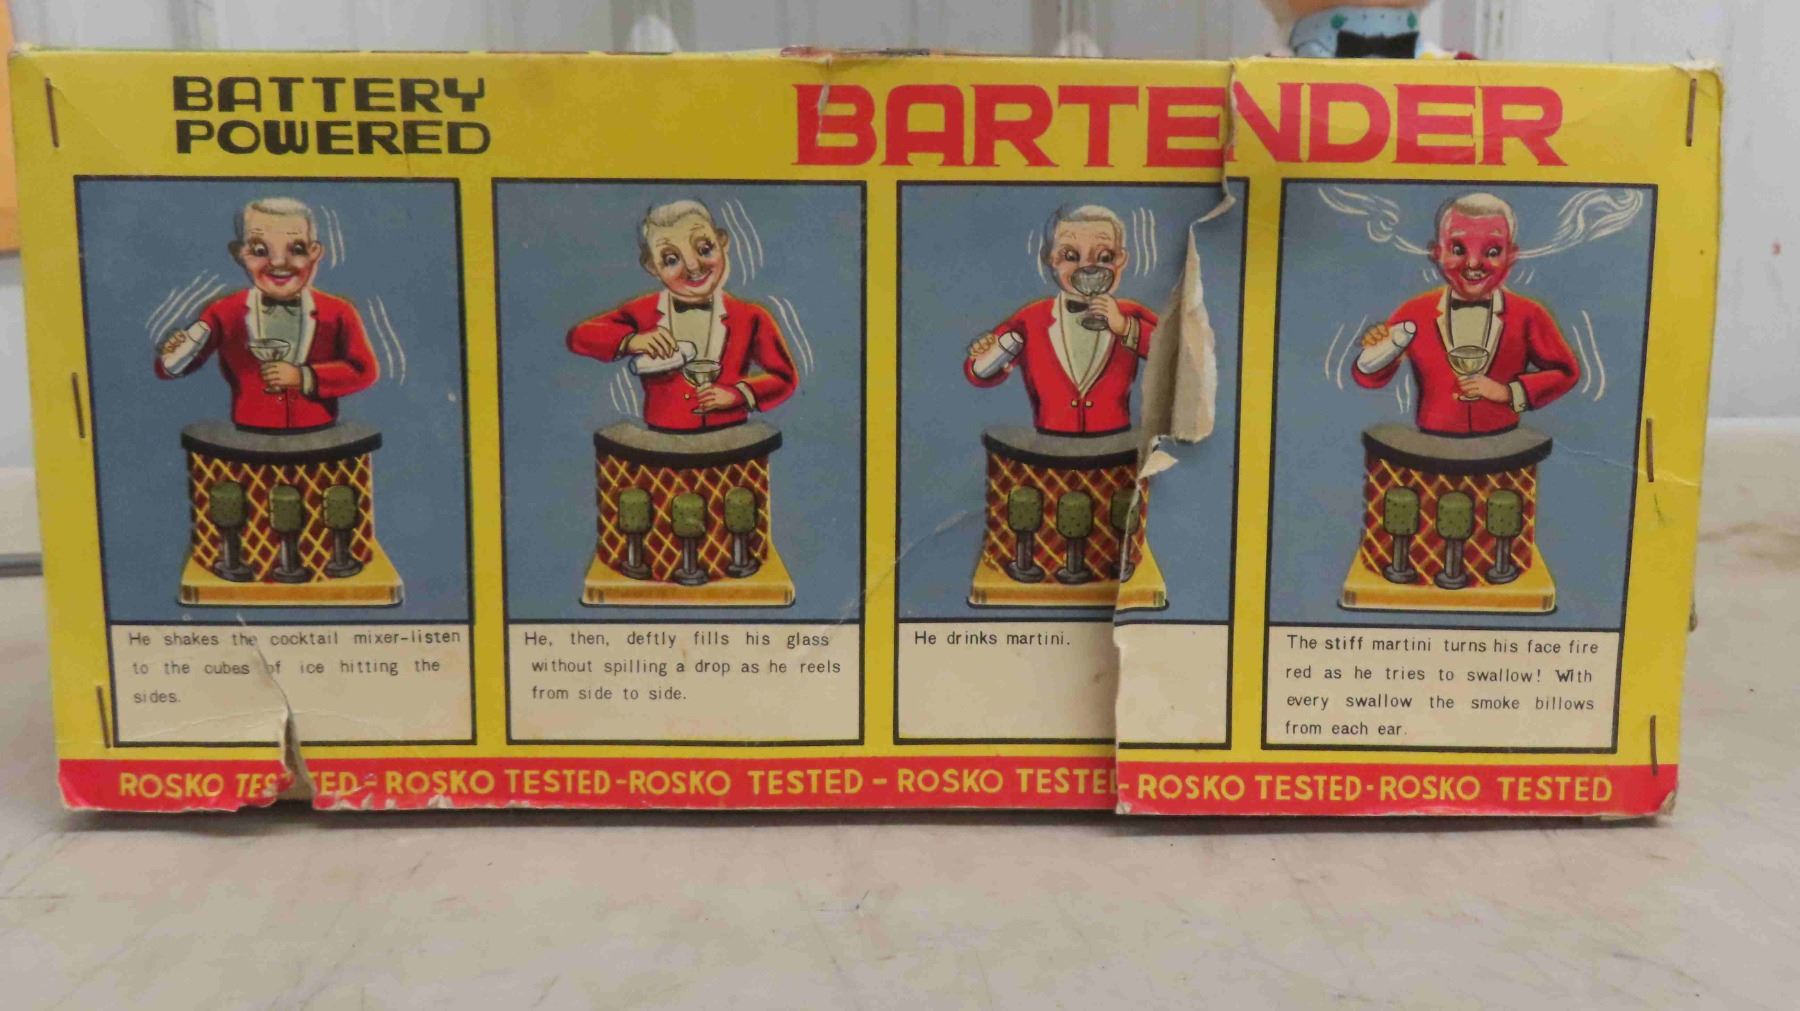 BATTERY
POWERED
BARTENDER
He shakes the cocktail mixer-listen
to the cubes of ice hitting the
sides.
He, then, deftly fills his glass
without spilling a drop as he reels
from side to side.
He drinks martini.
The stiff martini turns his face fire
red as he tries to swallow! With
every swallow the smoke billows
from each ear.
ROSKO TESTED-ROSKO TESTED-ROSKO TESTED-ROSKO TESTED-ROSKO TESTED-ROSKO TESTED